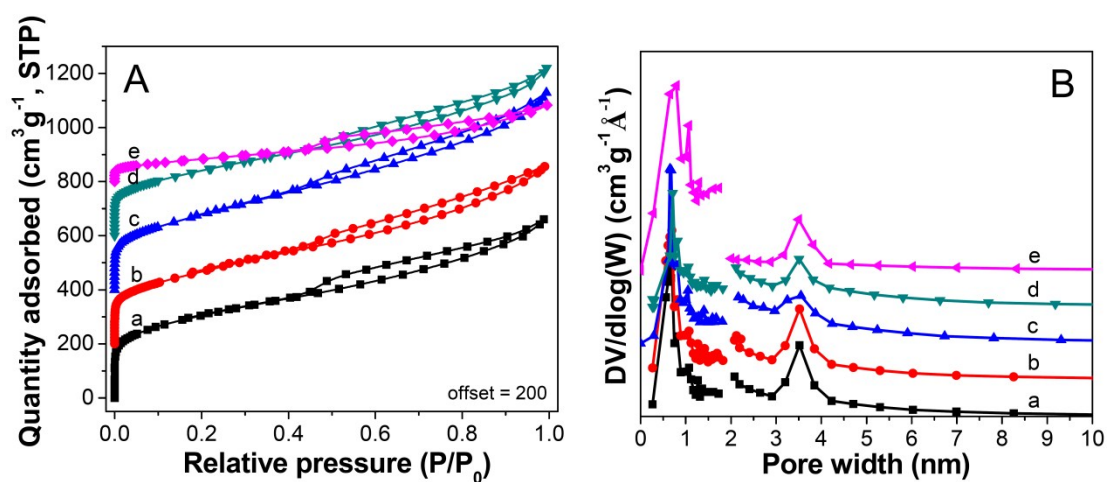 A
Quantity adsorbed (cm³g⁻¹, STP)
1200
1000
800
600
400
200
0
e
d
c
b
a
offset = 200
0.0 0.2 0.4 0.6 0.8 1.0
Relative pressure (P/P₀)
B
DV/dlog(W) (cm³g⁻¹Å⁻¹)
e
d
c
b
a
0 1 2 3 4 5 6 7 8 9 10
Pore width (nm)